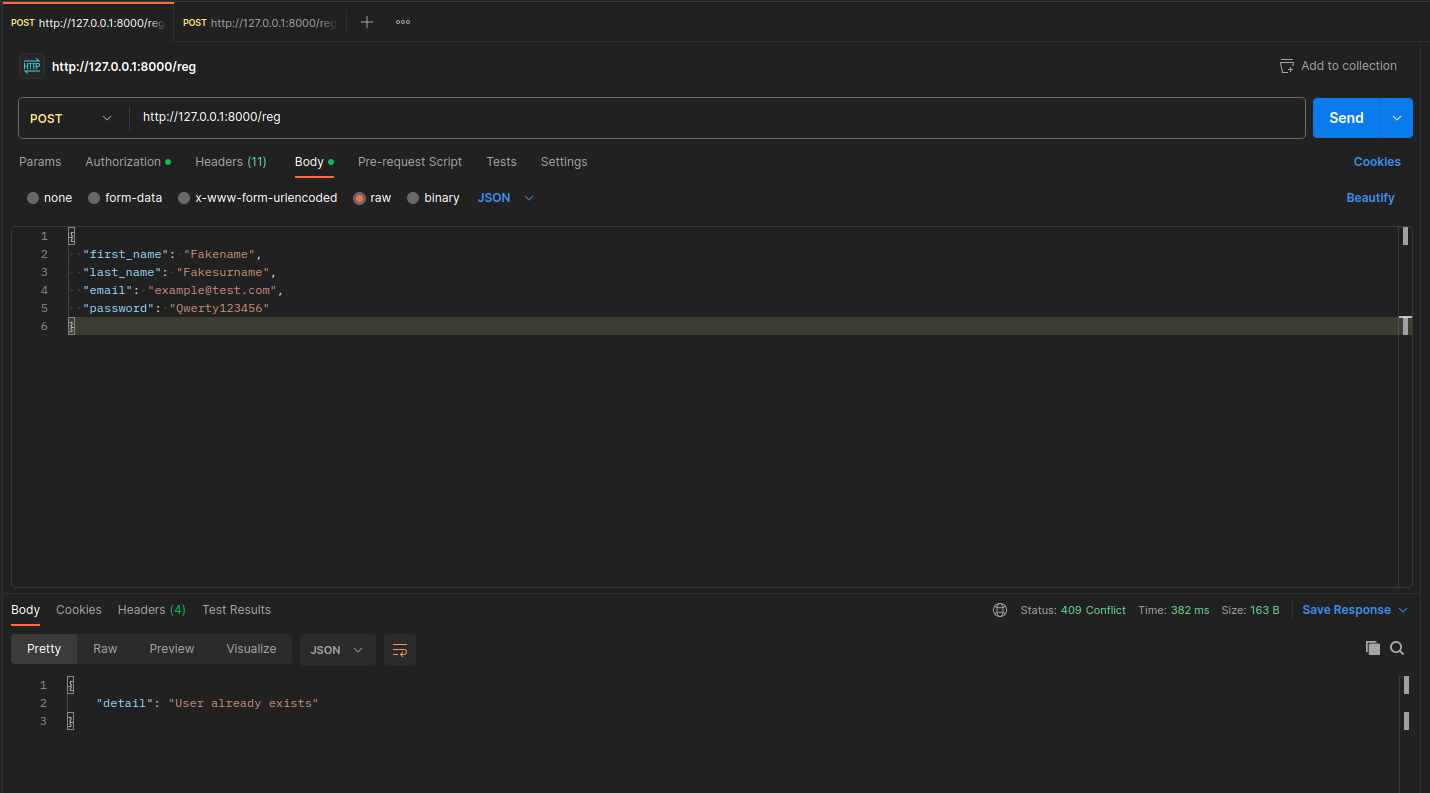 POST http://127.0.0.1:8000/reg POST http://127.0.0.1:8000/reg
HTTP http://127.0.0.1:8000/reg Add to collection
POST http://127.0.0.1:8000/reg Send
Params Authorization Headers (11) Body Pre-request Script Tests Settings Cookies
none form-data x-www-form-urlencoded raw binary JSON Beautify
1 {
2 "first_name": "Fakename",
3 "last_name": "Fakesurname",
4 "email": "example@test.com",
5 "password": "Qwerty123456"
6 }
Body Cookies Headers (4) Test Results Status: 409 Conflict Time: 382 ms Size: 163 B Save Response
Pretty Raw Preview Visualize JSON
1 {
2 "detail": "User already exists"
3 }